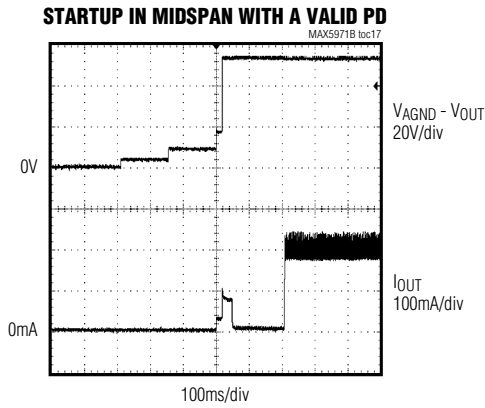 STARTUP IN MIDSPAN WITH A VALID PD
MAX5971B toc17
VAGND - VOUT
20V/div
0V
IOUT
100mA/div
0mA
100ms/div